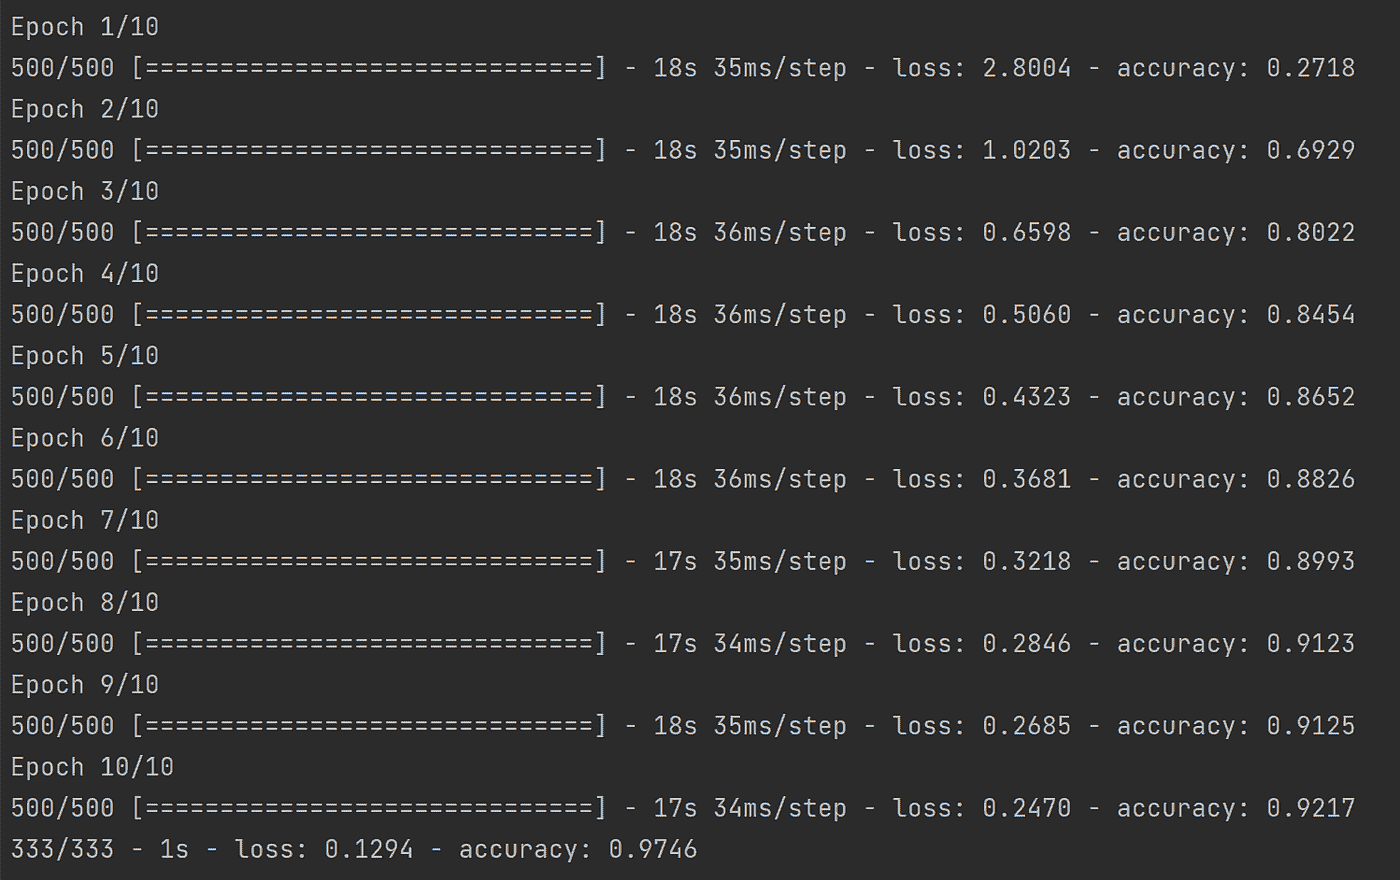 Epoch 1/10
500/500 [==============================] - 18s 35ms/step - loss: 2.8004 - accuracy: 0.2718
Epoch 2/10
500/500 [==============================] - 18s 35ms/step - loss: 1.0203 - accuracy: 0.6929
Epoch 3/10
500/500 [==============================] - 18s 36ms/step - loss: 0.6598 - accuracy: 0.8022
Epoch 4/10
500/500 [==============================] - 18s 36ms/step - loss: 0.5060 - accuracy: 0.8454
Epoch 5/10
500/500 [==============================] - 18s 36ms/step - loss: 0.4323 - accuracy: 0.8652
Epoch 6/10
500/500 [==============================] - 18s 36ms/step - loss: 0.3681 - accuracy: 0.8826
Epoch 7/10
500/500 [==============================] - 17s 35ms/step - loss: 0.3218 - accuracy: 0.8993
Epoch 8/10
500/500 [==============================] - 17s 34ms/step - loss: 0.2846 - accuracy: 0.9123
Epoch 9/10
500/500 [==============================] - 18s 35ms/step - loss: 0.2685 - accuracy: 0.9125
Epoch 10/10
500/500 [==============================] - 17s 34ms/step - loss: 0.2470 - accuracy: 0.9217
333/333 - 1s - loss: 0.1294 - accuracy: 0.9746